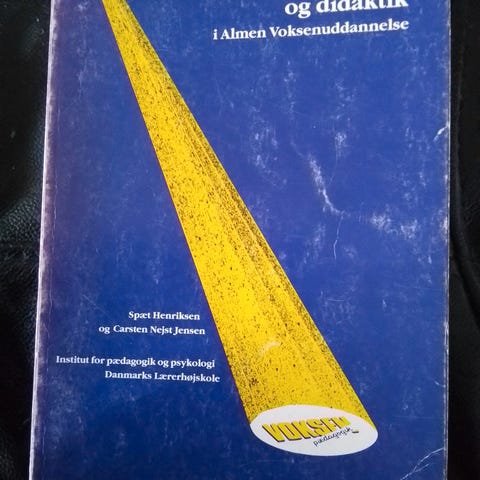 og didaktik
i Almen Voksenuddannelse
Spæt Henriksen
og Carsten Nejst Jensen
Institut for pædagogik og psykologi
Danmarks Lærerhøjskole
VOKSEN
pædagogik